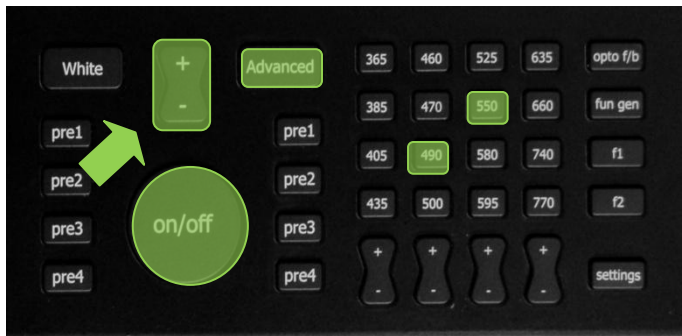 White
+
-
Advanced
pre1
pre2
pre3
pre4
on/off
pre1
pre2
pre3
pre4
365 460 525 635 opto f/b
385 470 550 660 fun gen
405 490 580 740 f1
435 500 595 770 f2
+ + + +
- - - -
settings